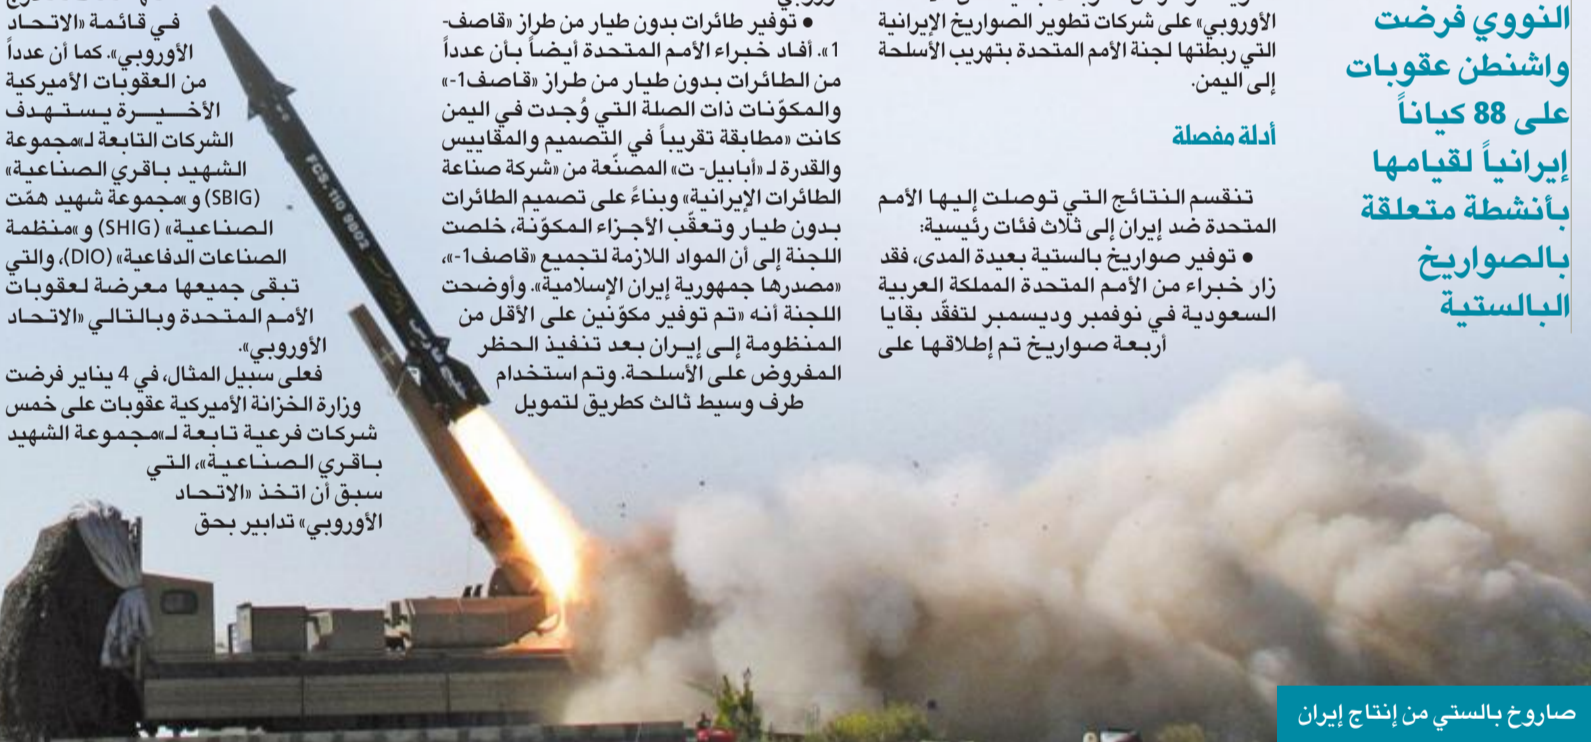 النووي فرضت
واشنطن عقوبات
على 88 كياناً
إيرانياً لقيامها
بأنشطة متعلقة
بالصواريخ
البالستية
الأوروبي» على شركات تطوير الصواريخ الإيرانية
التي ربطتها لجنة الأمم المتحدة بتهريب الأسلحة
إلى اليمن.
أدلة مفصلة
تنقسم النتائج التي توصلت إليها الأمم
المتحدة ضد إيران إلى ثلاث فئات رئيسية:
• توفير صواريخ بالستية بعيدة المدى، فقد
زار خبراء من الأمم المتحدة المملكة العربية
السعودية في نوفمبر وديسمبر لتفقّد بقايا
أربعة صواريخ تم إطلاقها على
• توفير طائرات بدون طيار من طراز «قاصف-
1». أفاد خبراء الأمم المتحدة أيضاً بأن عدداً
من الطائرات بدون طيار من طراز «قاصف1-»
والمكوّنات ذات الصلة التي وُجدت في اليمن
كانت «مطابقة تقريباً في التصميم والمقاييس
والقدرة لـ «أبابيل- ت» المصنّعة من «شركة صناعة
الطائرات الإيرانية» وبناءً على تصميم الطائرات
بدون طيار وتعقّب الأجزاء المكوّنة، خلصت
اللجنة إلى أن المواد اللازمة لتجميع «قاصف1-»،
«مصدرها جمهورية إيران الإسلامية». وأوضحت
اللجنة أنه «تم توفير مكوّنين على الأقل من
المنظومة إلى إيران بعد تنفيذ الحظر
المفروض على الأسلحة. وتم استخدام
طرف وسيط ثالث كطريق لتمويل
في قائمة «الاتحاد
الأوروبي». كما أن عدداً
من العقوبات الأميركية
الأخيرة يستهدف
الشركات التابعة لـ»مجموعة
الشهيد باقري الصناعية»
(SBIG) و»مجموعة شهيد همّت
الصناعية» (SHIG) و»منظمة
الصناعات الدفاعية» (DIO)، والتي
تبقى جميعها معرضة لعقوبات
الأمم المتحدة وبالتالي «الاتحاد
الأوروبي».
فعلى سبيل المثال، في 4 يناير فرضت
وزارة الخزانة الأميركية عقوبات على خمس
شركات فرعية تابعة لـ»مجموعة الشهيد
باقري الصناعية»، التي
سبق أن اتخذ «الاتحاد
الأوروبي» تدابير بحق
FCS.110 9802
صاروخ بالستي من إنتاج إيران